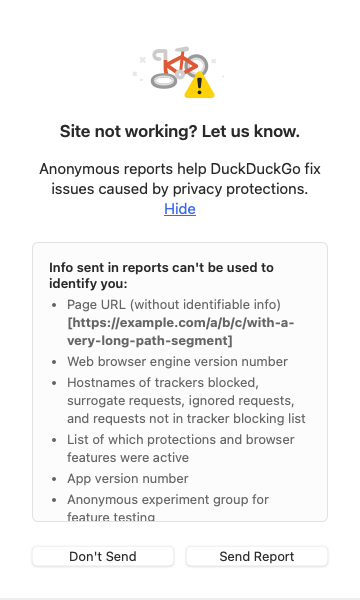 Site not working? Let us know.
Anonymous reports help DuckDuckGo fix
issues caused by privacy protections.
Hide
Info sent in reports can't be used to
identify you:
• Page URL (without identifiable info)
[https://example.com/a/b/c/with-a-
very-long-path-segment]
• Web browser engine version number
• Hostnames of trackers blocked,
surrogate requests, ignored requests,
and requests not in tracker blocking list
• List of which protections and browser
features were active
• App version number
• Anonymous experiment group for
feature testing
Don't Send
Send Report